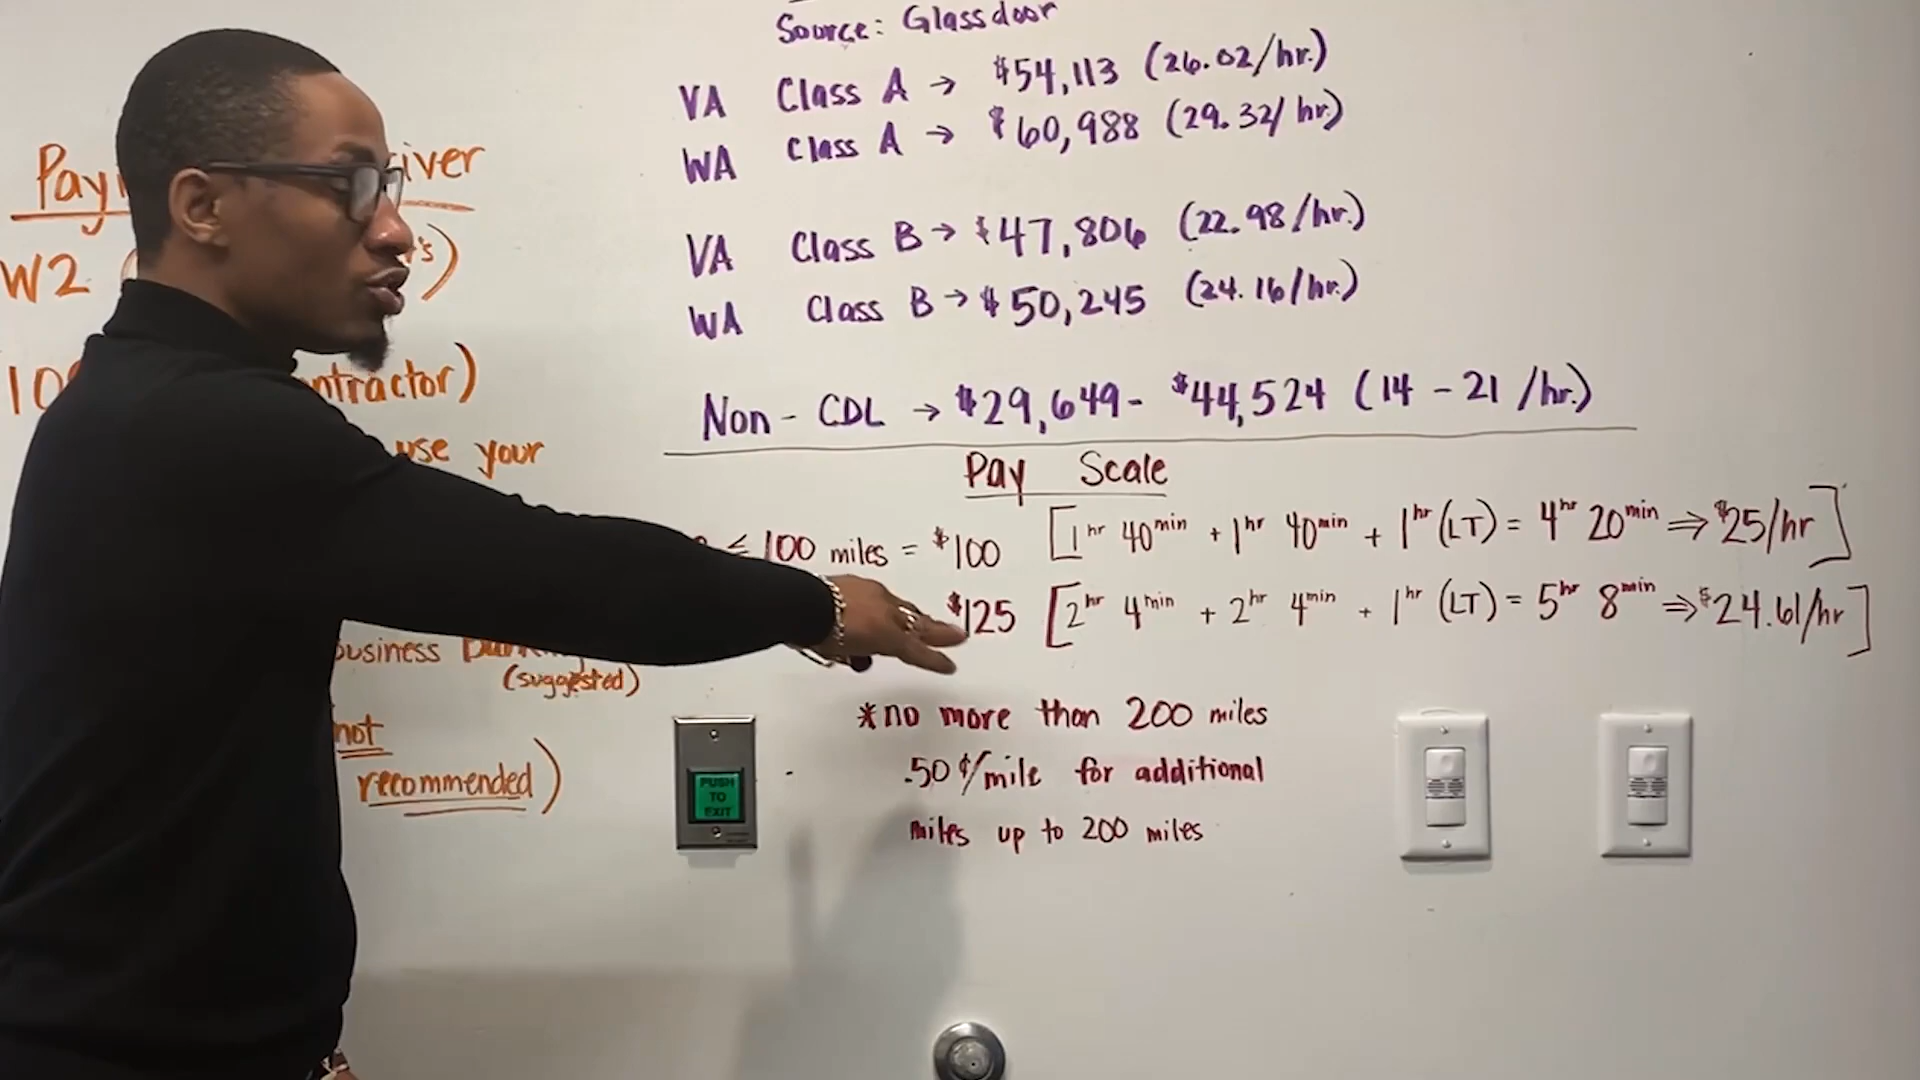 Source: Glassdoor
VA Class A → $54,113 (26.02/hr.)
WA Class A → $60,988 (29.32/hr.)
VA Class B → $47,806 (22.98/hr.)
WA Class B → $50,245 (24.16/hr.)
Non-CDL → $29,649 - $44,524 (14 - 21 /hr.)
Pay Scale
≤ 100 miles = $100 [1hr 40min + 1hr 40min + 1hr (LT) = 4hr 20min ⇒ $25/hr]
$125 [2hr 4min + 2hr 4min + 1hr (LT) = 5hr 8min ⇒ $24.61/hr]
*no more than 200 miles
.50¢/mile for additional
miles up to 200 miles
Pay
W2
use your
business
(suggested)
not
recommended)
PUSH
TO
EXIT